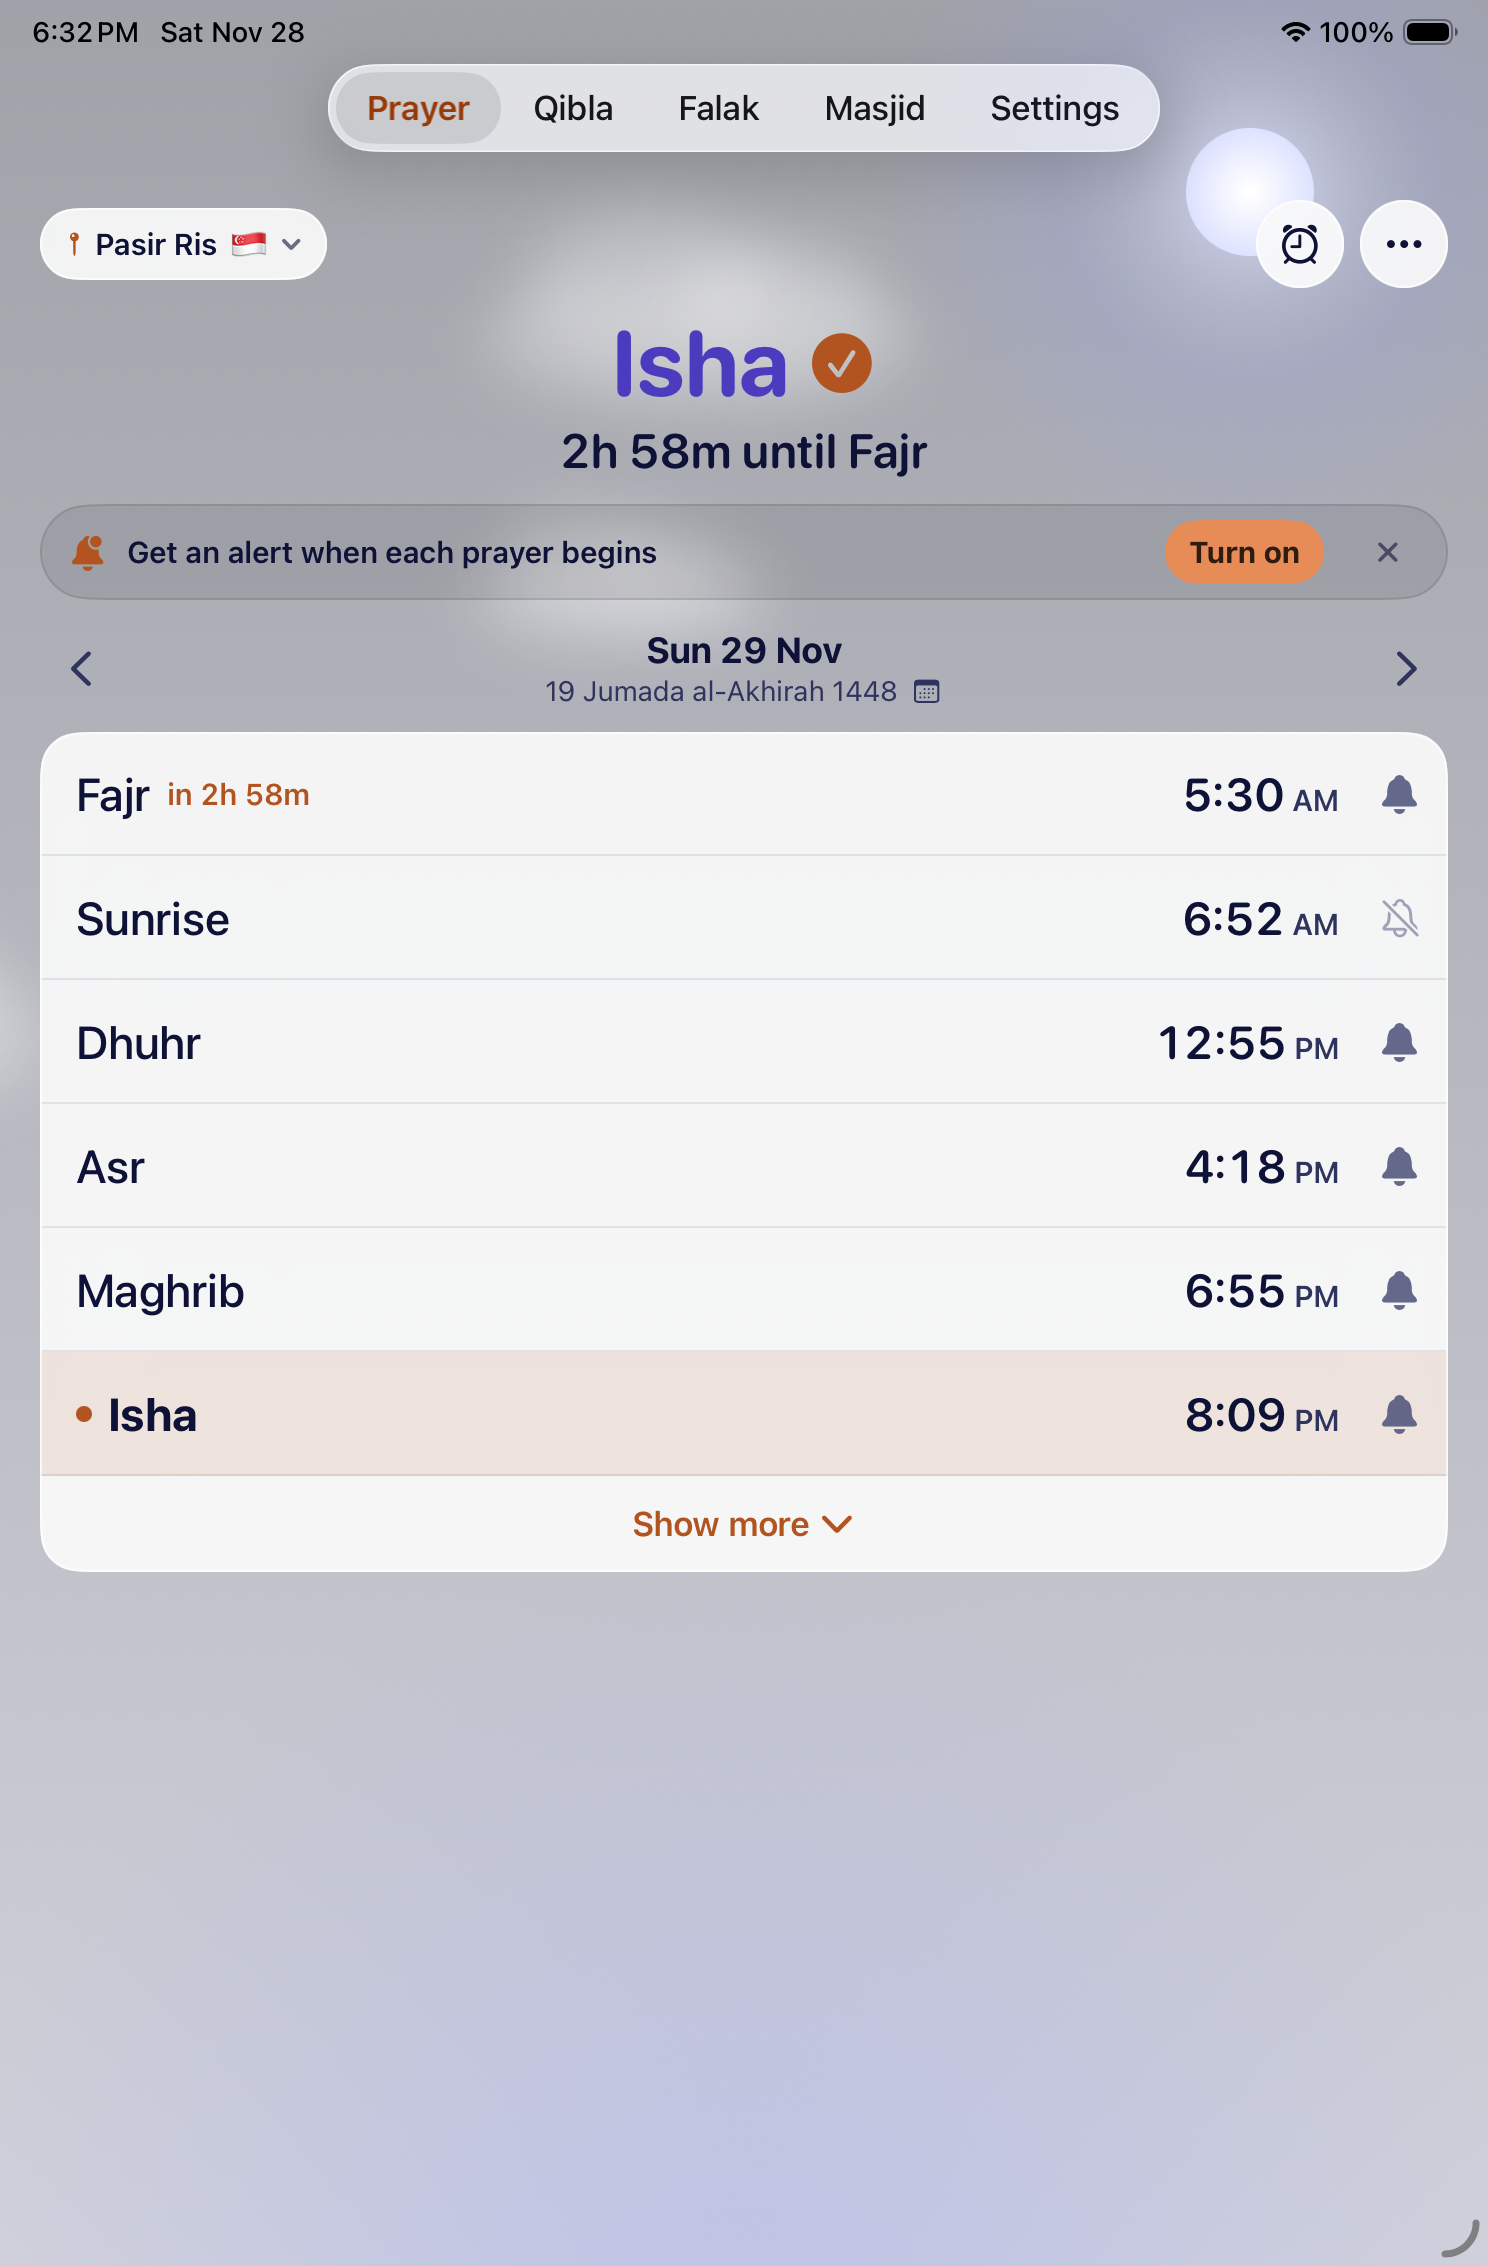 6:32 PM Sat Nov 28 100%
Prayer Qibla Falak Masjid Settings
Pasir Ris 🇸🇬
Isha
2h 58m until Fajr
Get an alert when each prayer begins Turn on
Sun 29 Nov
19 Jumada al-Akhirah 1448
Fajr in 2h 58m 5:30 AM
Sunrise 6:52 AM
Dhuhr 12:55 PM
Asr 4:18 PM
Maghrib 6:55 PM
Isha 8:09 PM
Show more